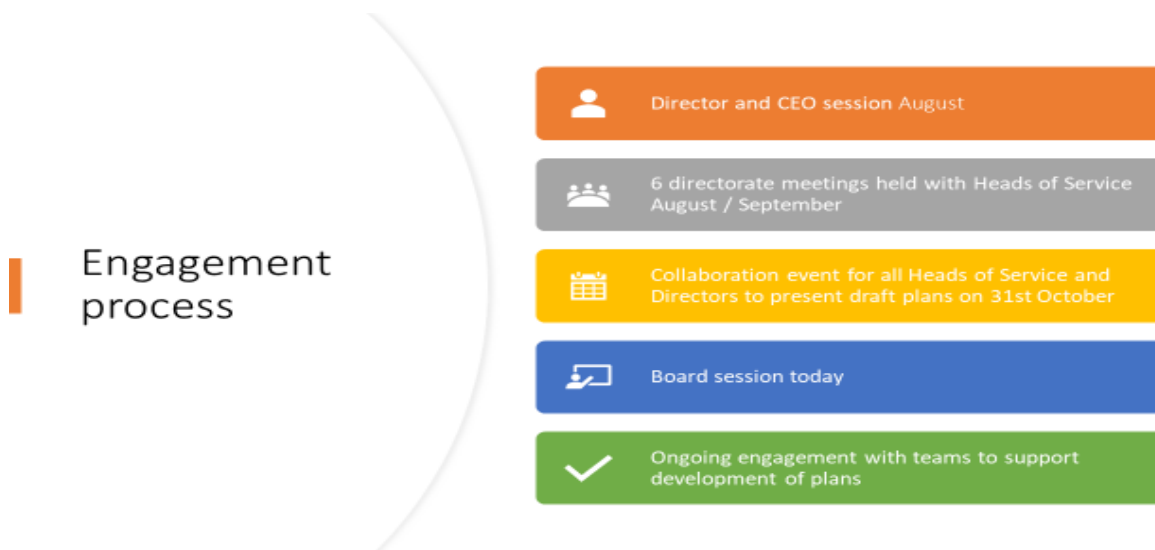 Engagement
process
Director and CEO session August
6 directorate meetings held with Heads of Service
August / September
Collaboration event for all Heads of Service and
Directors to present draft plans on 31st October
Board session today
Ongoing engagement with teams to support
development of plans